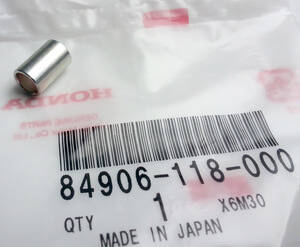 HONDA
84906-118-000
QTY 1 X6M30
MADE IN JAPAN